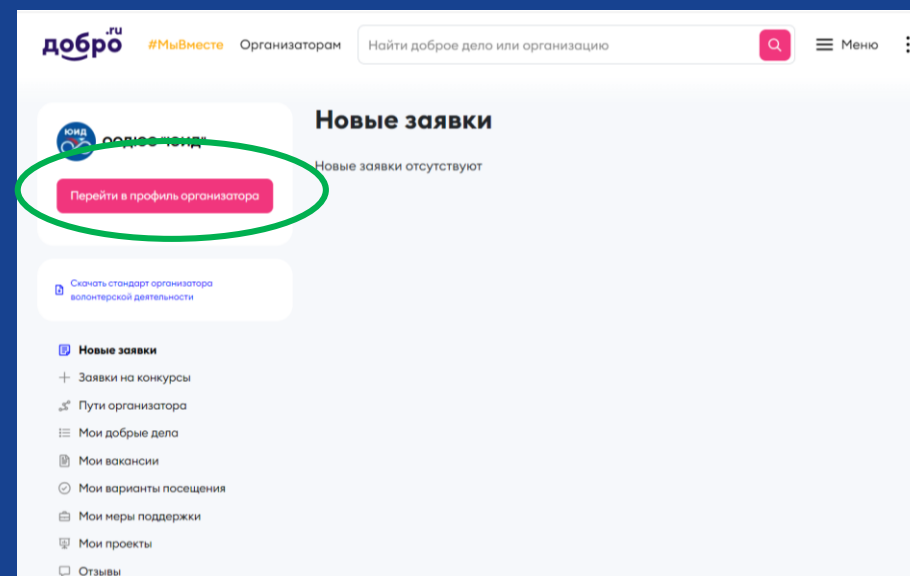 добро.ru
#МыВместе
Организаторам
Найти доброе дело или организацию
Меню
ЮИД
"ЮИД"
Перейти в профиль организатора
Новые заявки
Новые заявки отсутствуют
Скачать стандарт организатора
волонтерской деятельности
Новые заявки
Заявки на конкурсы
Пути организатора
Мои добрые дела
Мои вакансии
Мои варианты посещения
Мои меры поддержки
Мои проекты
Отзывы